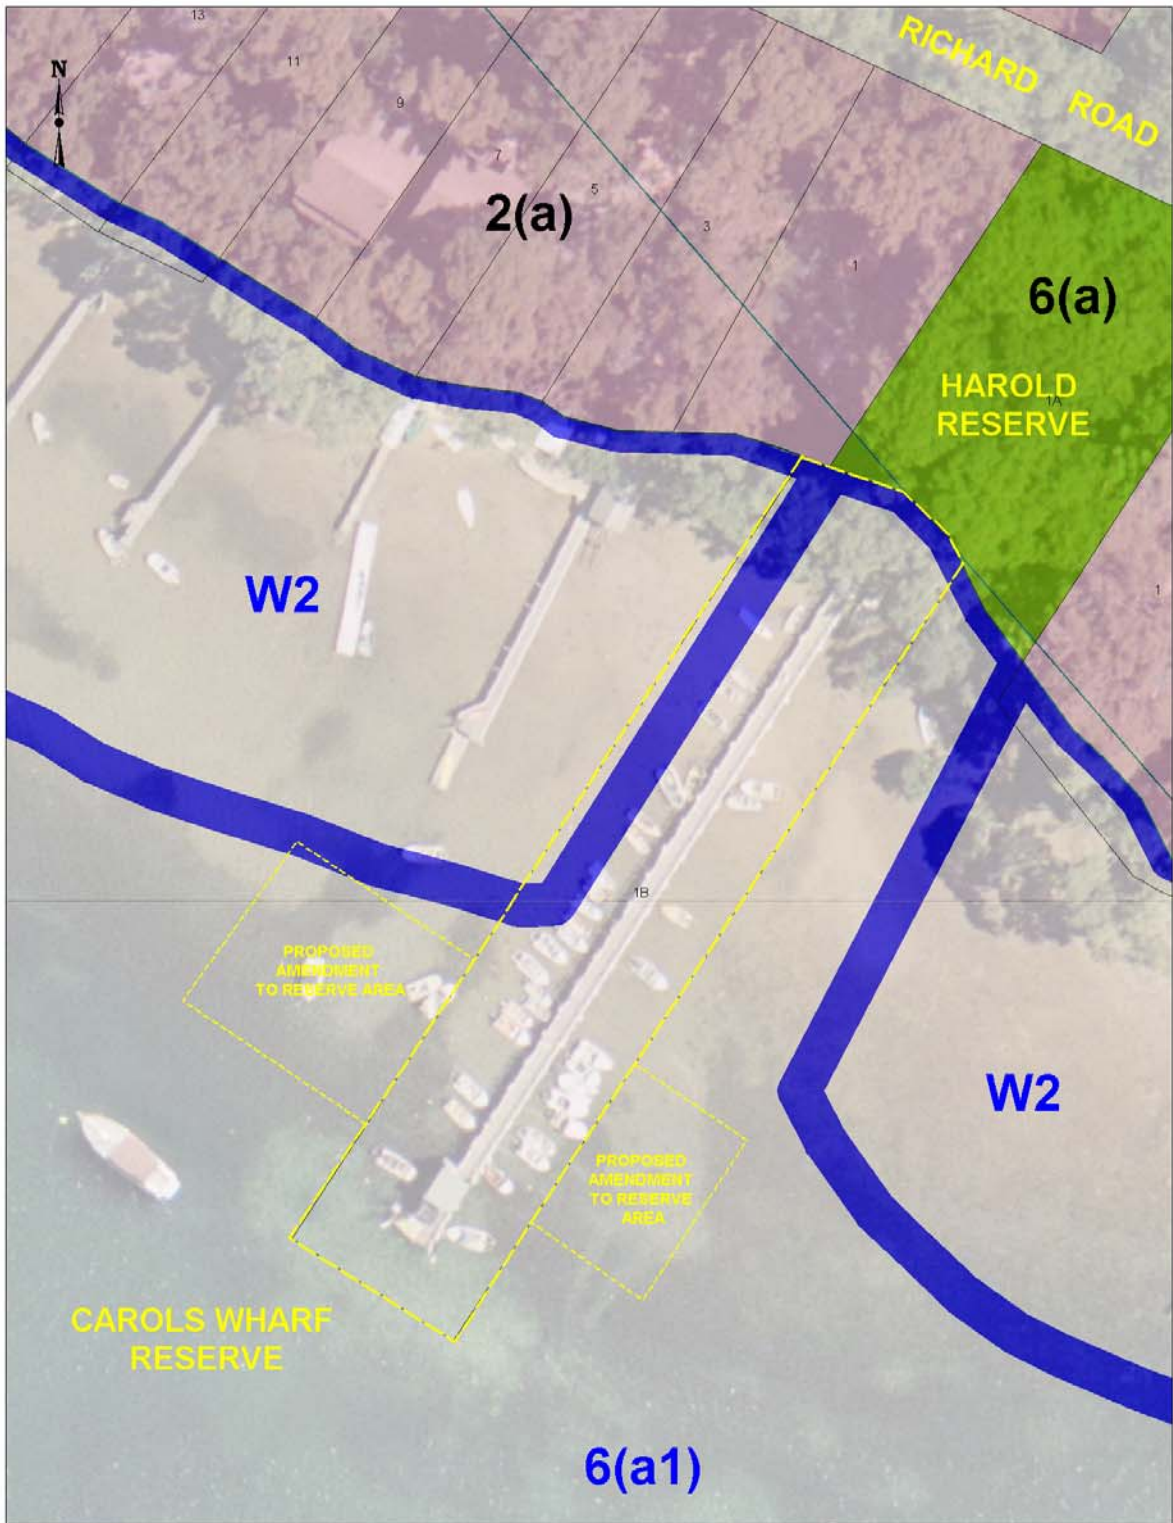 13
RICHARD ROAD
11
N
9
7
5
2(a)
3
1
6(a)
HAROLD
1A
RESERVE
W2
1
1B
PROPOSED
AMENDMENT
TO RESERVE AREA
W2
PROPOSED
AMENDMENT
TO RESERVE
AREA
CAROLS WHARF
RESERVE
6(a1)